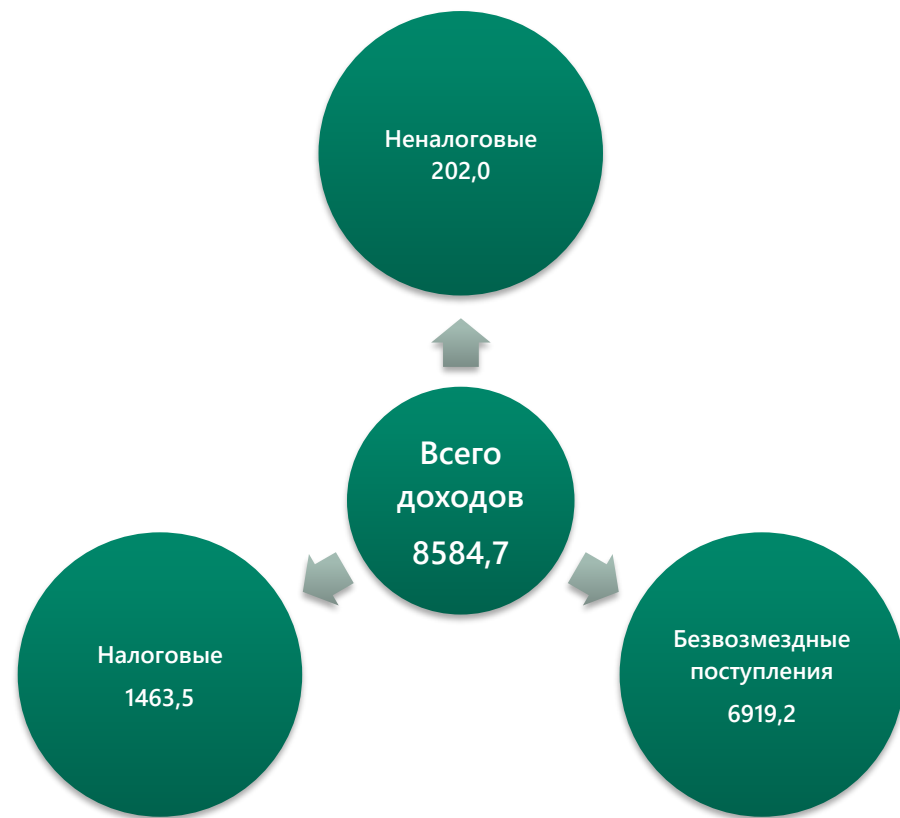 Неналоговые
202,0
Всего
доходов
8584,7
Налоговые
1463,5
Безвозмездные
поступления
6919,2